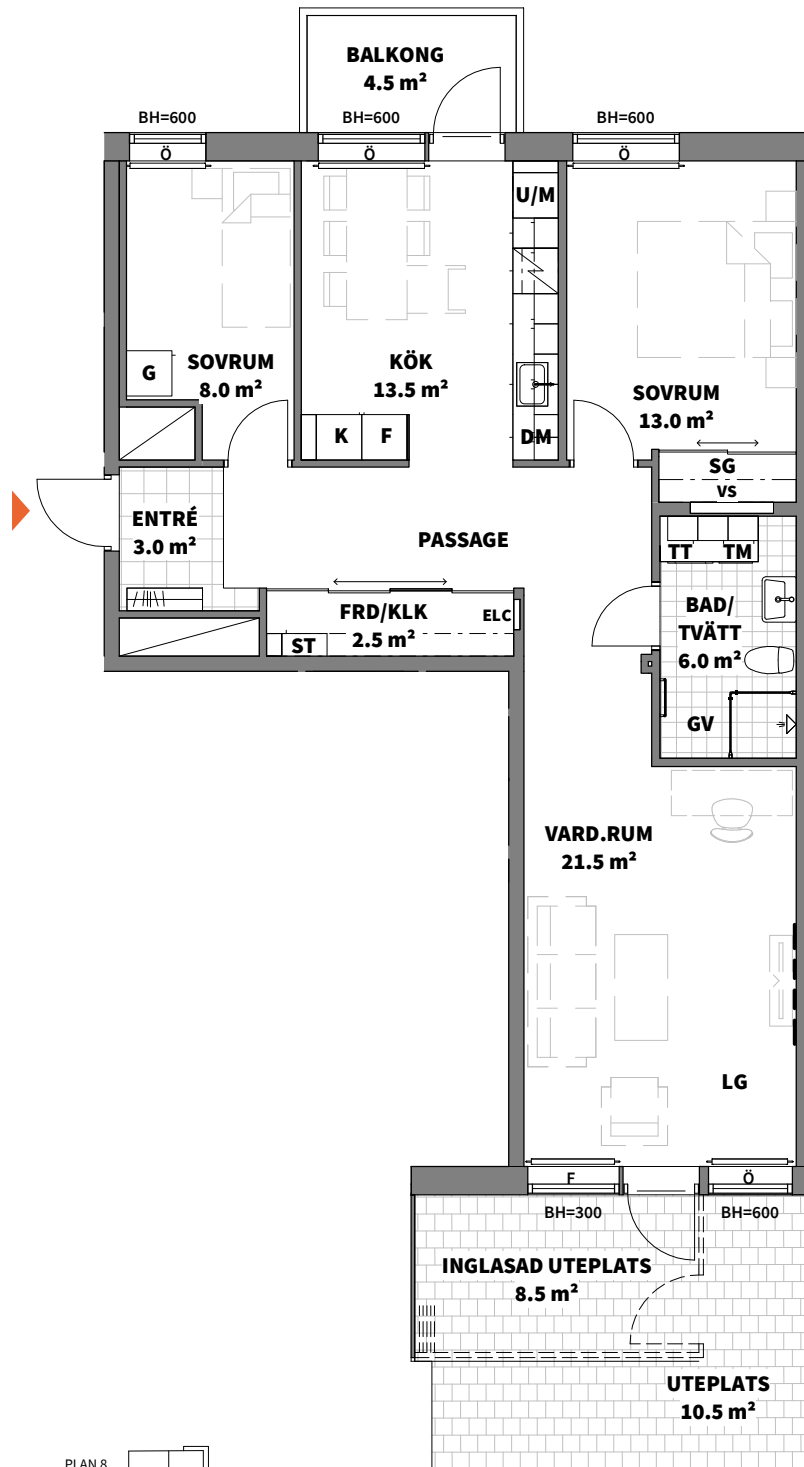 BALKONG
4.5 m²
BH=600
BH=600
BH=600
Ö
Ö
Ö
U/M
G
SOVRUM
8.0 m²
KÖK
13.5 m²
SOVRUM
13.0 m²
K
F
DM
SG
VS
ENTRÉ
3.0 m²
PASSAGE
TT
TM
FRD/KLK
2.5 m²
ELC
ST
BAD/
TVÄTT
6.0 m²
GV
VARD.RUM
21.5 m²
LG
F
Ö
BH=300
BH=600
INGLASAD UTEPLATS
8.5 m²
UTEPLATS
10.5 m²
PLAN 8